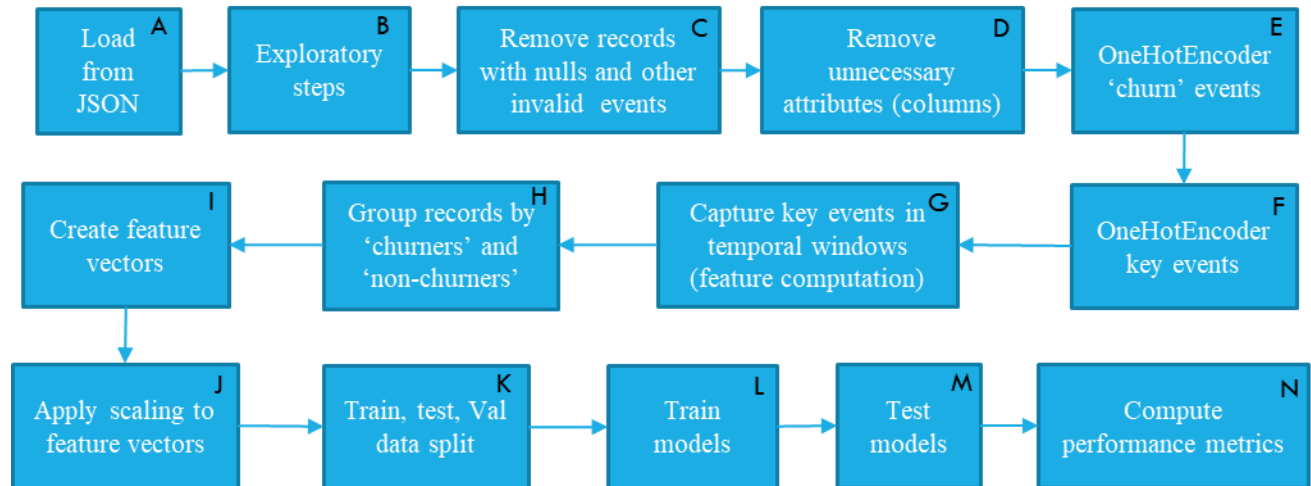 A
Load
from
JSON
B
Exploratory
steps
C
Remove records
with nulls and other
invalid events
D
Remove
unnecessary
attributes (columns)
E
OneHotEncoder
‘churn’ events
F
OneHotEncoder
key events
G
Capture key events in
temporal windows
(feature computation)
H
Group records by
‘churners’ and
‘non-churners’
I
Create feature
vectors
J
Apply scaling to
feature vectors
K
Train, test, Val
data split
L
Train
models
M
Test
models
N
Compute
performance metrics